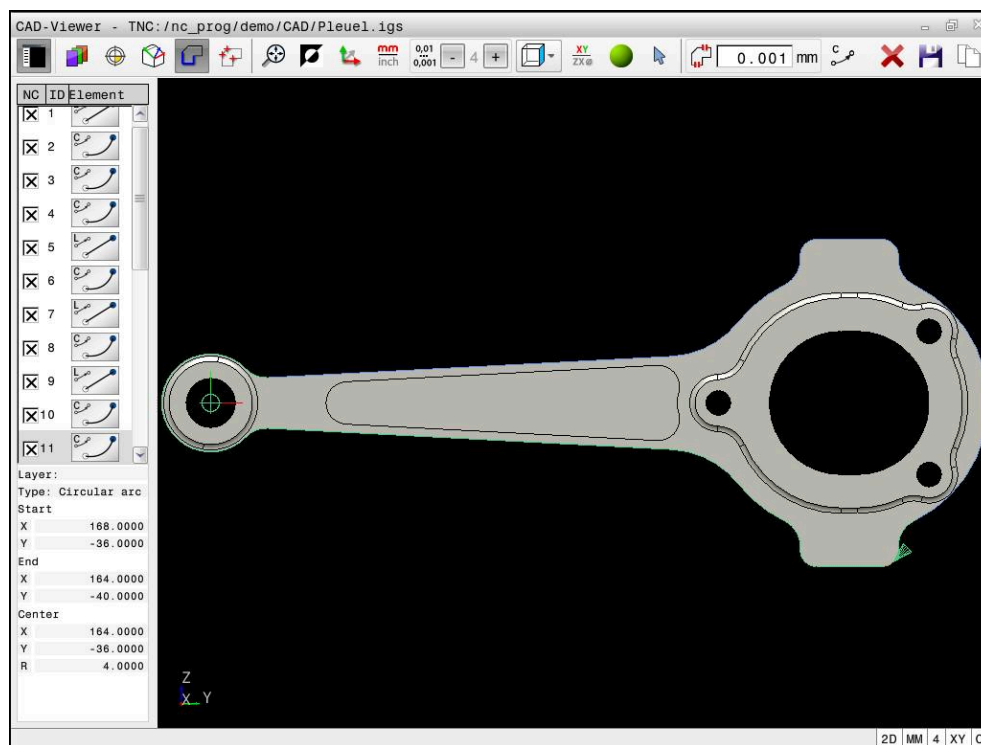 CAD-Viewer - TNC:/nc_prog/demo/CAD/Pleuel.igs
mm inch 0,01 0,001 - 4 + XY ZXØ 0.001 mm C
NC ID Element
1
2 C
3 C
4 C
5 L
6 C
7 L
8 C
9 L
10 C
11 C
Layer:
Type: Circular arc
Start
X 168.0000
Y -36.0000
End
X 164.0000
Y -40.0000
Center
X 164.0000
Y -36.0000
R 4.0000
Z
X Y
2D MM 4 XY